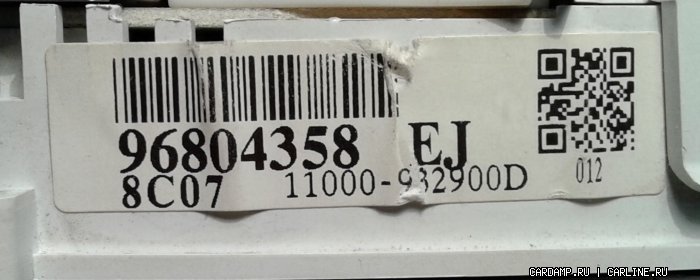 96804358 EJ
8C07 11000-932900D
012
CARDAMP.RU | CARLINE.RU